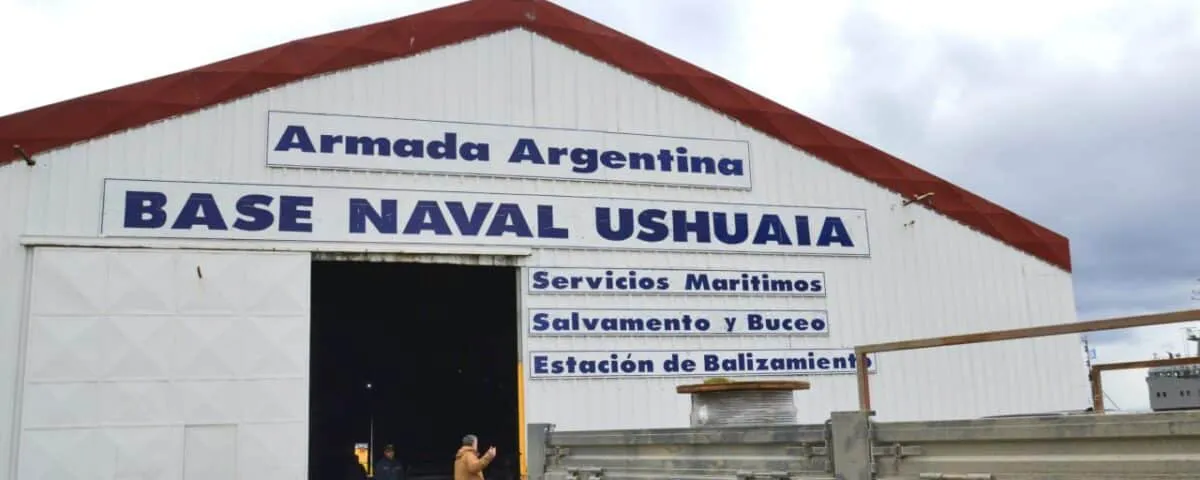 Armada Argentina
BASE NAVAL USHUAIA
Servicios Maritimos
Salvamento y Buceo
Estación de Balizamiento